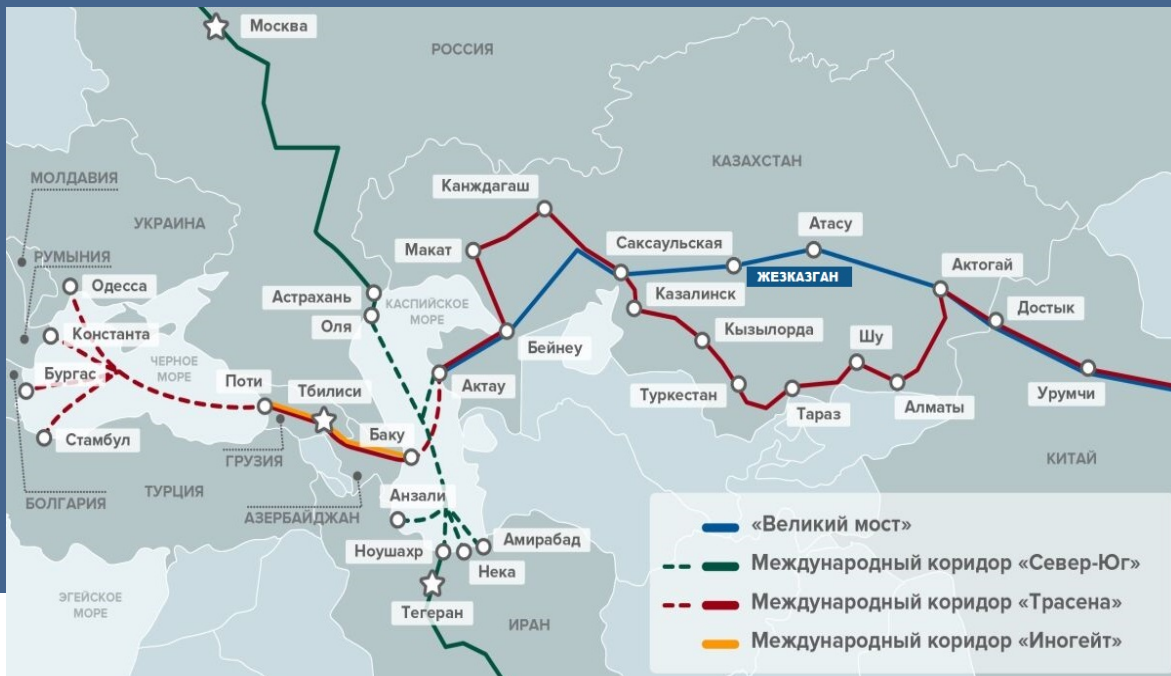 Москва
РОССИЯ
КАЗАХСТАН
МОЛДАВИЯ
Канждагаш
УКРАИНА
Атасу
РУМЫНИЯ
Макат
Саксаульская
Актогай
Одесса
ЖЕЗКАЗГАН
Астрахань
КАСПИЙСКОЕ
МОРЕ
Казалинск
Достык
Оля
Константа
Кызылорда
Шу
Бейнеу
ЧЕРНОЕ
МОРЕ
Бургас
Поти
Тбилиси
Актау
Туркестан
Тараз
Алматы
Урумчи
Стамбул
Баку
ГРУЗИЯ
КИТАЙ
ТУРЦИЯ
БОЛГАРИЯ
АЗЕРБАЙДЖАН
Анзали
Ноушахр
Амирабад
Нека
ЭГЕЙСКОЕ
МОРЕ
Тегеран
ИРАН
«Великий мост»
Международный коридор «Север-Юг»
Международный коридор «Трасена»
Международный коридор «Иногейт»